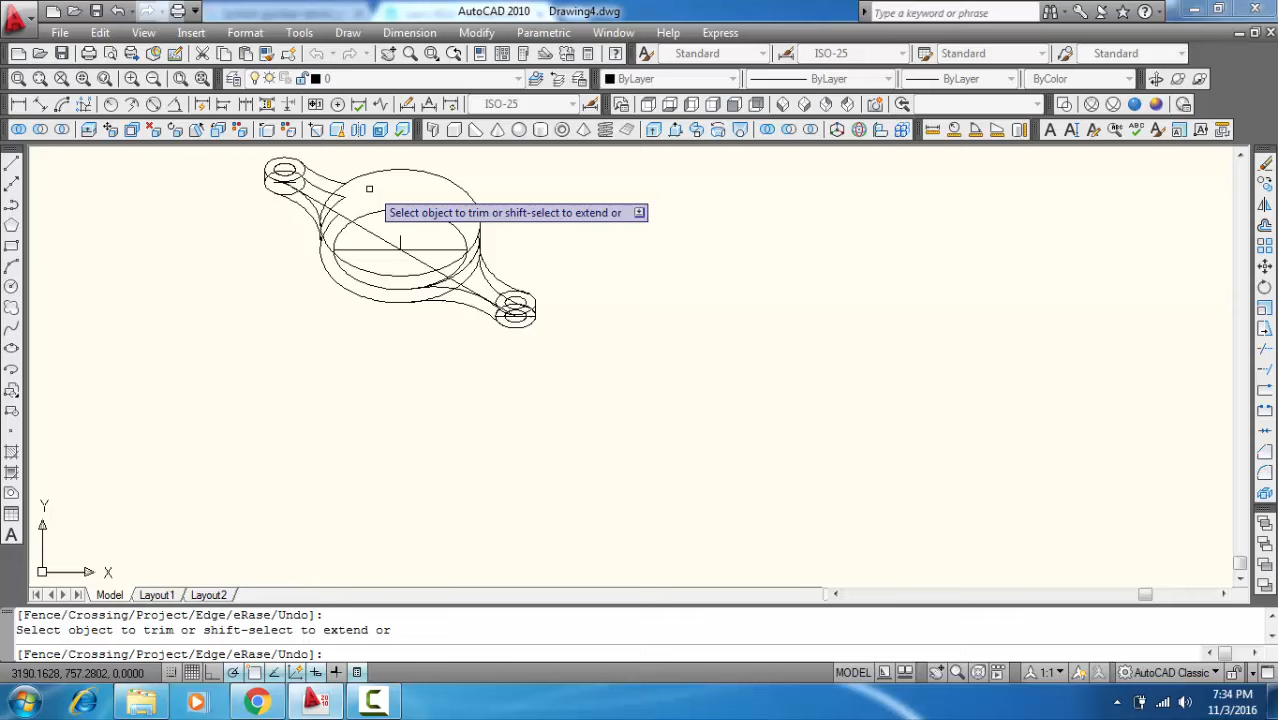 AutoCAD 2010 Drawing4.dwg
Type a keyword or phrase
File Edit View Insert Format Tools Draw Dimension Modify Parametric Window Help Express
Standard ISO-25 Standard Standard
0 ByLayer ByLayer ByLayer ByColor
ISO-25
Select object to trim or shift-select to extend or
Y
X
Model Layout1 Layout2
[Fence/Crossing/Project/Edge/eRase/Undo]:
Select object to trim or shift-select to extend or
[Fence/Crossing/Project/Edge/eRase/Undo]:
3190.1628, 757.2802, 0.0000 MODEL 1:1 AutoCAD Classic
7:34 PM
11/3/2016